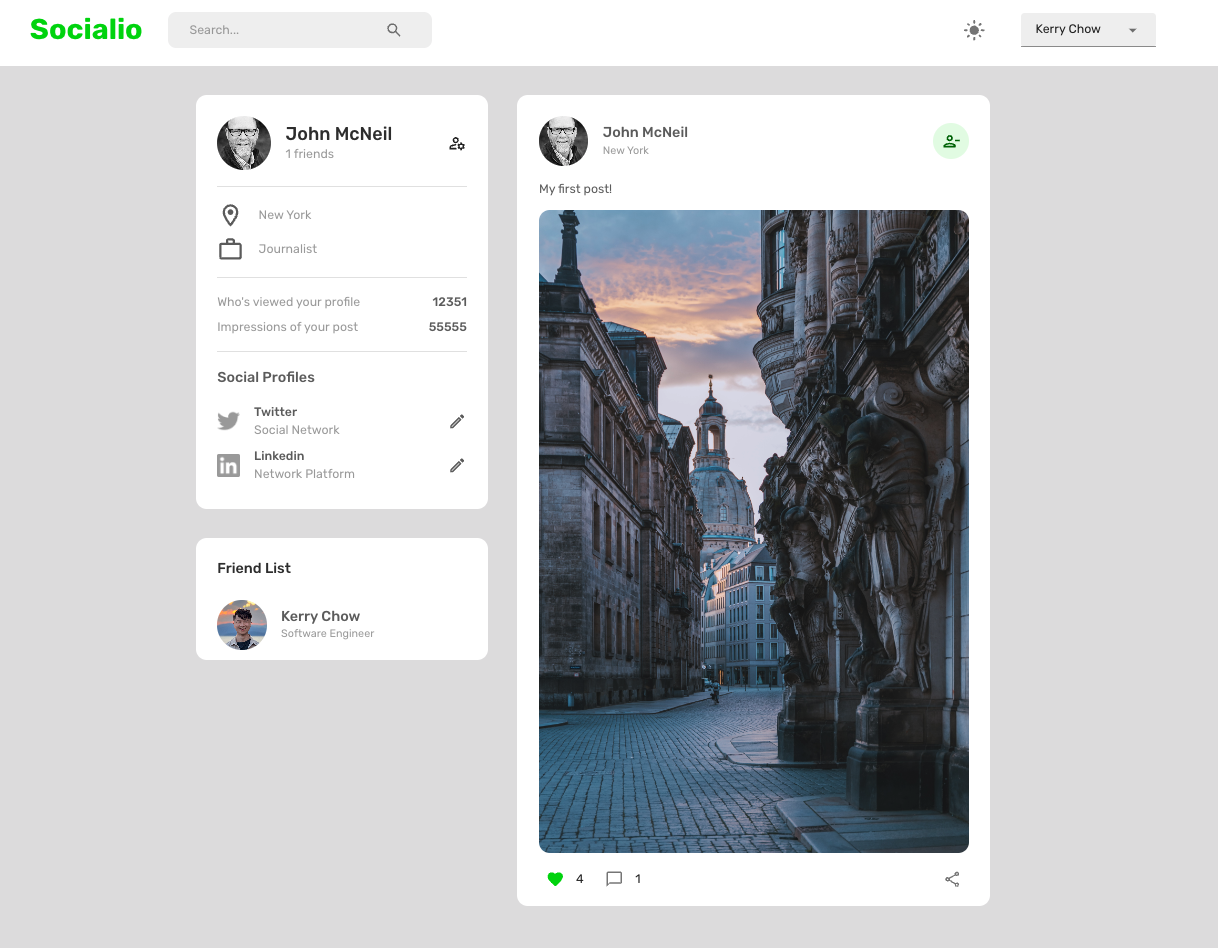 Socialio
Search...
Kerry Chow
John McNeil
1 friends
New York
Journalist
Who's viewed your profile 12351
Impressions of your post 55555
Social Profiles
Twitter
Social Network
Linkedin
Network Platform
Friend List
Kerry Chow
Software Engineer
John McNeil
New York
My first post!
4 1